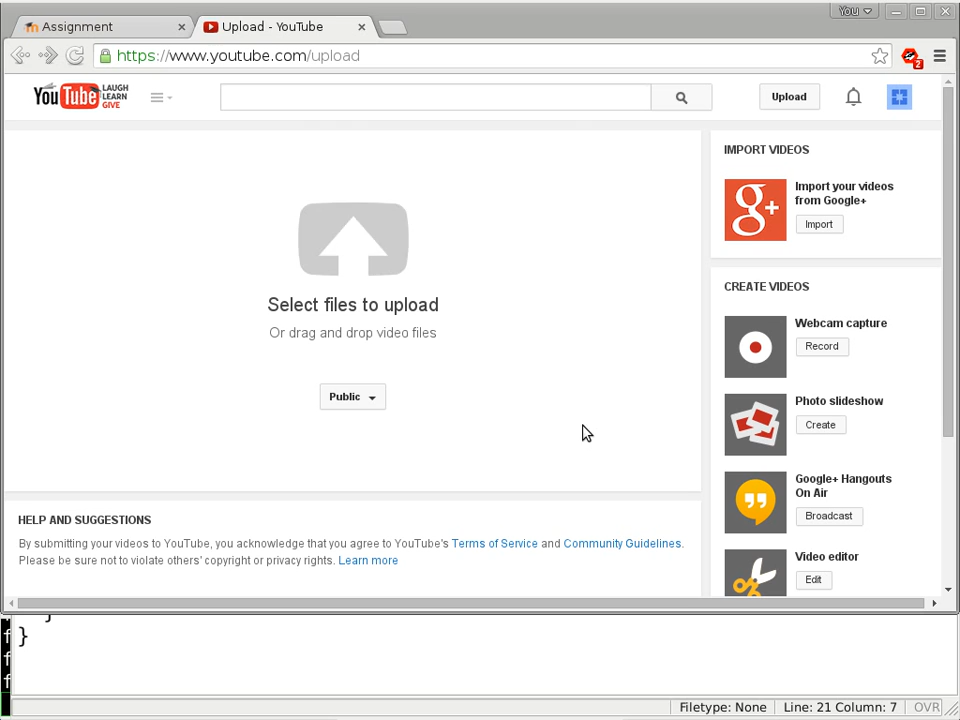 You
Assignment
Upload - YouTube
https://www.youtube.com/upload
2
YouTube LAUGH LEARN GIVE
Upload
IMPORT VIDEOS
g+
Import your videos
from Google+
Import
Select files to upload
Or drag and drop video files
Public
CREATE VIDEOS
Webcam capture
Record
Photo slideshow
Create
Google+ Hangouts
On Air
Broadcast
Video editor
Edit
HELP AND SUGGESTIONS
By submitting your videos to YouTube, you acknowledge that you agree to YouTube's Terms of Service and Community Guidelines.
Please be sure not to violate others' copyright or privacy rights. Learn more
}
f }
f
f
Filetype: None Line: 21 Column: 7 OVR